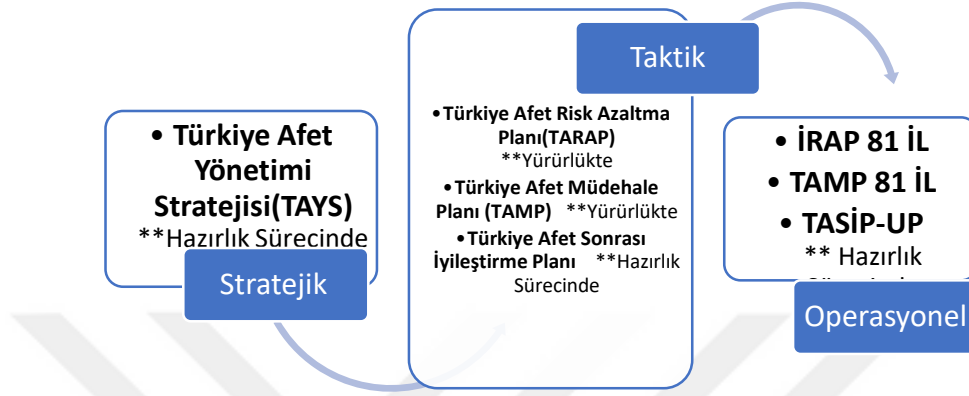 • Türkiye Afet
Yönetimi
Stratejisi(TAYS)
**Hazırlık Sürecinde
Stratejik
Taktik
•Türkiye Afet Risk Azaltma
Planı(TARAP)
**Yürürlükte
•Türkiye Afet Müdehale
Planı (TAMP) **Yürürlükte
•Türkiye Afet Sonrası
İyileştirme Planı **Hazırlık
Sürecinde
• İRAP 81 İL
• TAMP 81 İL
• TASİP-UP
** Hazırlık
Operasyonel